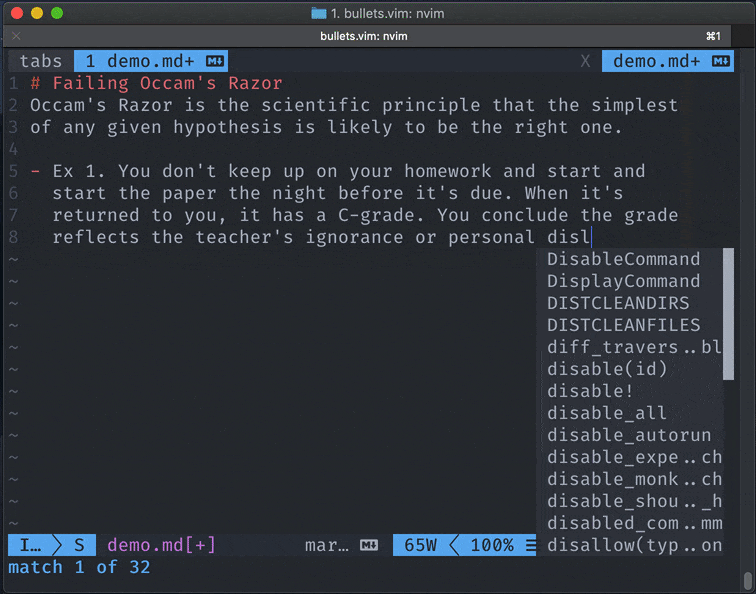 1. bullets.vim: nvim
bullets.vim: nvim ⌘1
tabs 1 demo.md+ X demo.md+
1 # Failing Occam's Razor
2 Occam's Razor is the scientific principle that the simplest
3 of any given hypothesis is likely to be the right one.
4
5 - Ex 1. You don't keep up on your homework and start and
6 start the paper the night before it's due. When it's
7 returned to you, it has a C-grade. You conclude the grade
8 reflects the teacher's ignorance or personal disl
~ DisableCommand
~ DisplayCommand
~ DISTCLEANDIRS
~ DISTCLEANFILES
~ diff_travers..bl
~ disable(id)
~ disable!
~ disable_all
~ disable_autorun
~ disable_expe..ch
~ disable_monk..ch
~ disable_shou.._h
~ disabled_com..mm
I… S demo.md[+] mar… 65W 100% ☰ disallow(typ..on
match 1 of 32